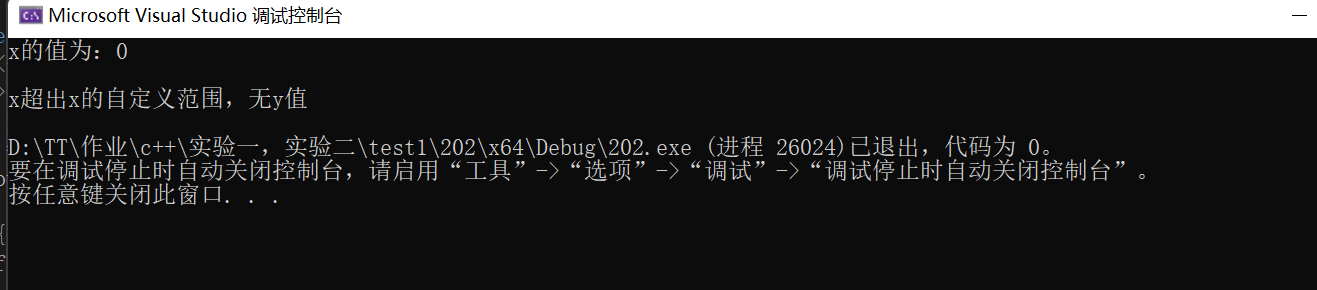 Microsoft Visual Studio 调试控制台
x的值为：0
x超出x的自定义范围，无y值
D:\TT\作业\c++\实验一，实验二\test1\202\x64\Debug\202.exe (进程 26024)已退出，代码为 0。
要在调试停止时自动关闭控制台，请启用“工具”->“选项”->“调试”->“调试停止时自动关闭控制台”。
按任意键关闭此窗口. . .